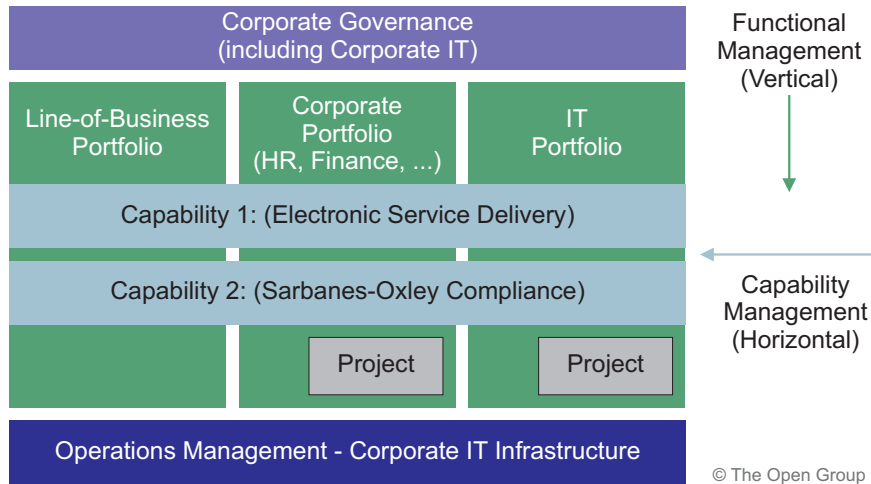 Corporate Governance
(including Corporate IT)
Functional
Management
(Vertical)
Line-of-Business
Portfolio
Corporate
Portfolio
(HR, Finance, ...)
IT
Portfolio
Capability 1: (Electronic Service Delivery)
Capability 2: (Sarbanes-Oxley Compliance)
Capability
Management
(Horizontal)
Project
Project
Operations Management - Corporate IT Infrastructure
© The Open Group